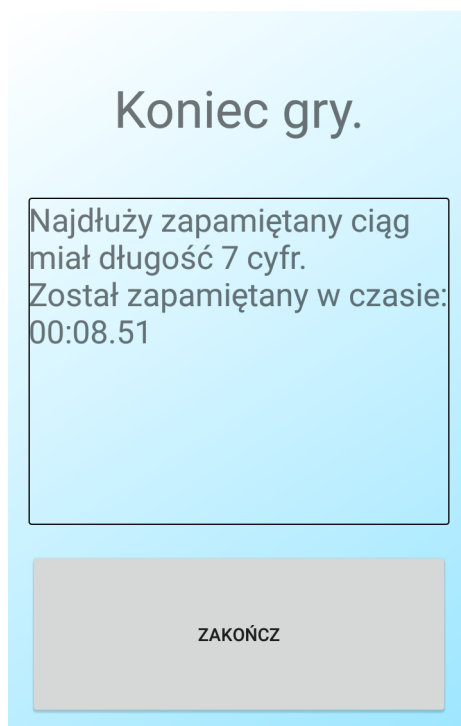 Koniec gry.
Najdłuży zapamiętany ciąg
miał długość 7 cyfr.
Został zapamiętany w czasie:
00:08.51
ZAKOŃCZ